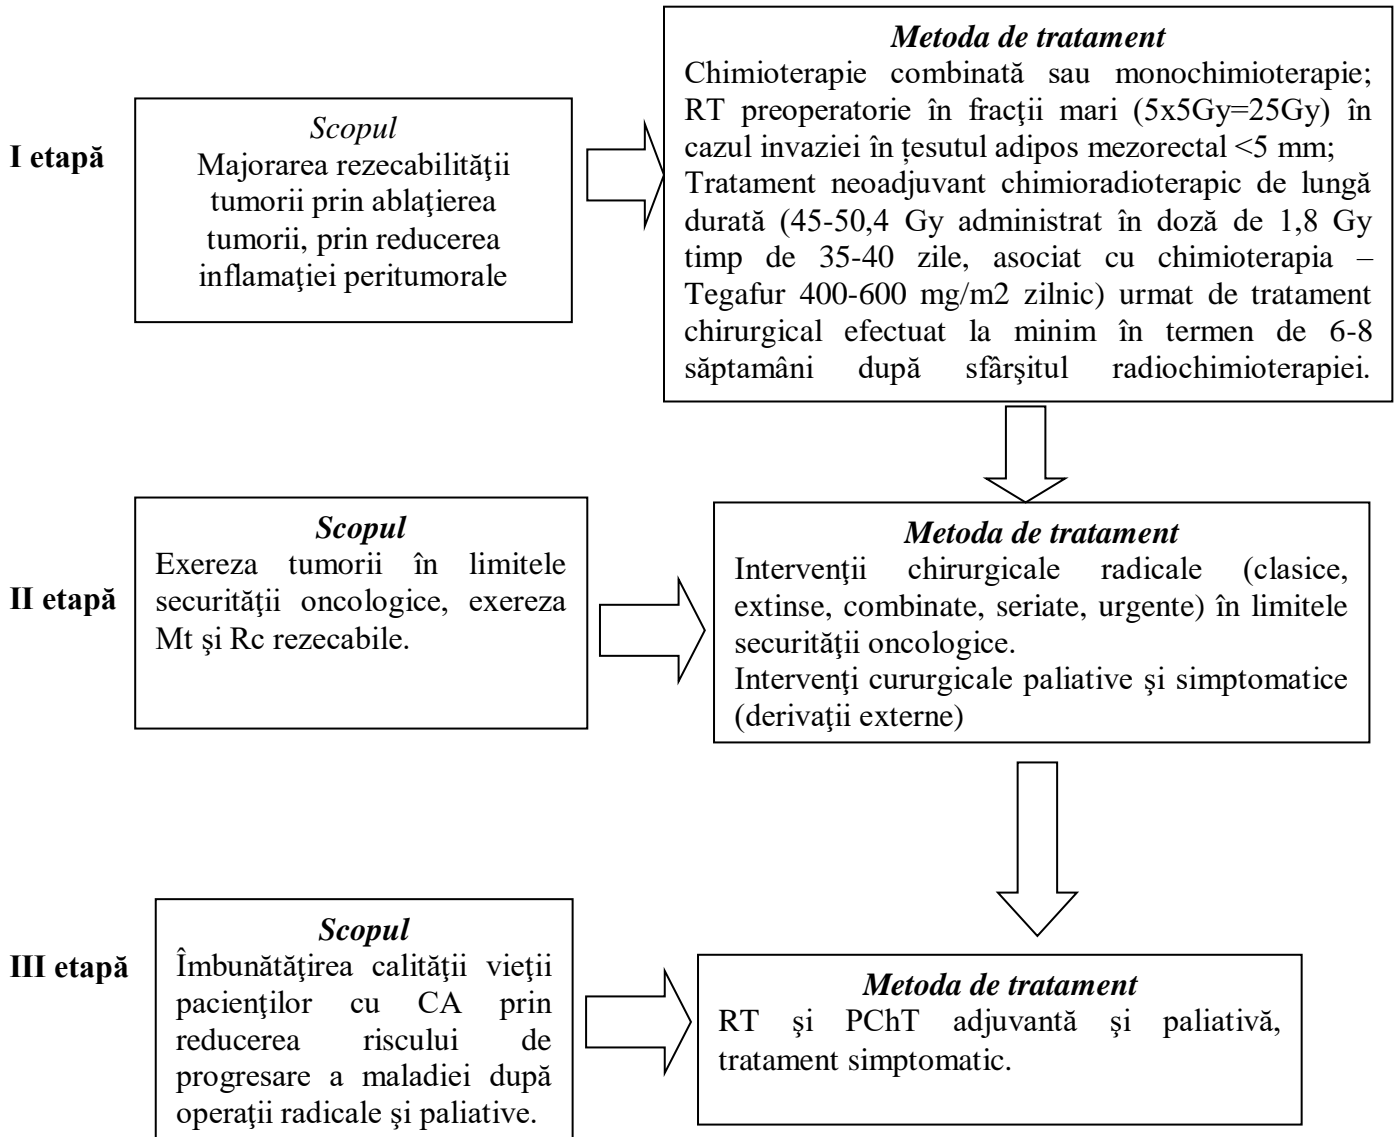 I etapă
Scopul
Majorarea rezecabilităţii
tumorii prin ablaţierea
tumorii, prin reducerea
inflamaţiei peritumorale
Metoda de tratament
Chimioterapie combinată sau monochimioterapie;
RT preoperatorie în fracţii mari (5x5Gy=25Gy) în
cazul invaziei în țesutul adipos mezorectal <5 mm;
Tratament neoadjuvant chimioradioterapic de lungă
durată (45-50,4 Gy administrat în doză de 1,8 Gy
timp de 35-40 zile, asociat cu chimioterapia –
Tegafur 400-600 mg/m2 zilnic) urmat de tratament
chirurgical efectuat la minim în termen de 6-8
săptamâni după sfârşitul radiochimioterapiei.
II etapă
Scopul
Exereza tumorii în limitele
securităţii oncologice, exereza
Mt şi Rc rezecabile.
Metoda de tratament
Intervenţii chirurgicale radicale (clasice,
extinse, combinate, seriate, urgente) în limitele
securităţii oncologice.
Intervenţi cururgicale paliative şi simptomatice
(derivaţii externe)
III etapă
Scopul
Îmbunătăţirea calităţii vieţii
pacienţilor cu CA prin
reducerea riscului de
progresare a maladiei după
operaţii radicale şi paliative.
Metoda de tratament
RT şi PChT adjuvantă şi paliativă,
tratament simptomatic.